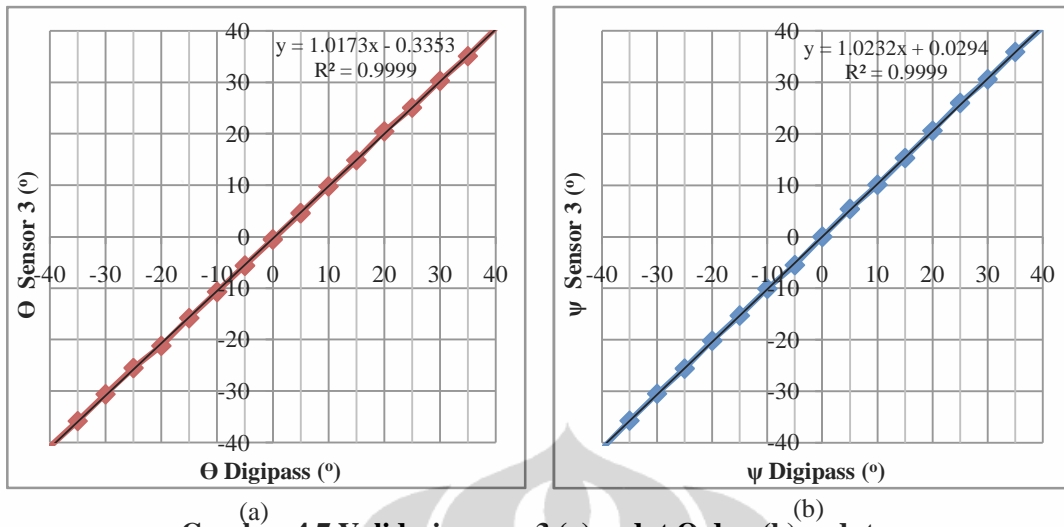 40
y = 1.0173x - 0.3353
R² = 0.9999
30
20
10
0
-40 -30 -20 -10 0 10 20 30 40
-10
-20
-30
-40
ϴ Sensor 3 (º)
ϴ Digipass (º)
(a)
40
y = 1.0232x + 0.0294
R² = 0.9999
30
20
10
0
-40 -30 -20 -10 0 10 20 30 40
-10
-20
-30
-40
ψ Sensor 3 (º)
ψ Digipass (º)
(b)